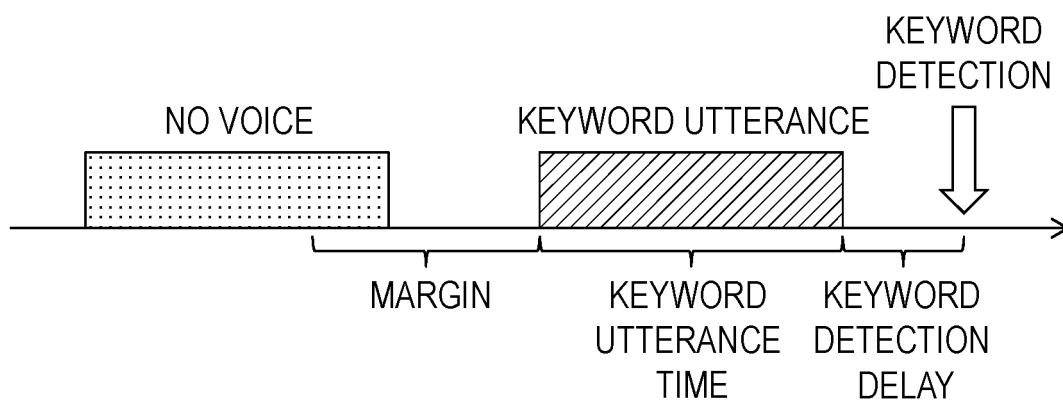 KEYWORD
DETECTION
NO VOICE
KEYWORD UTTERANCE
MARGIN
KEYWORD
UTTERANCE
TIME
KEYWORD
DETECTION
DELAY